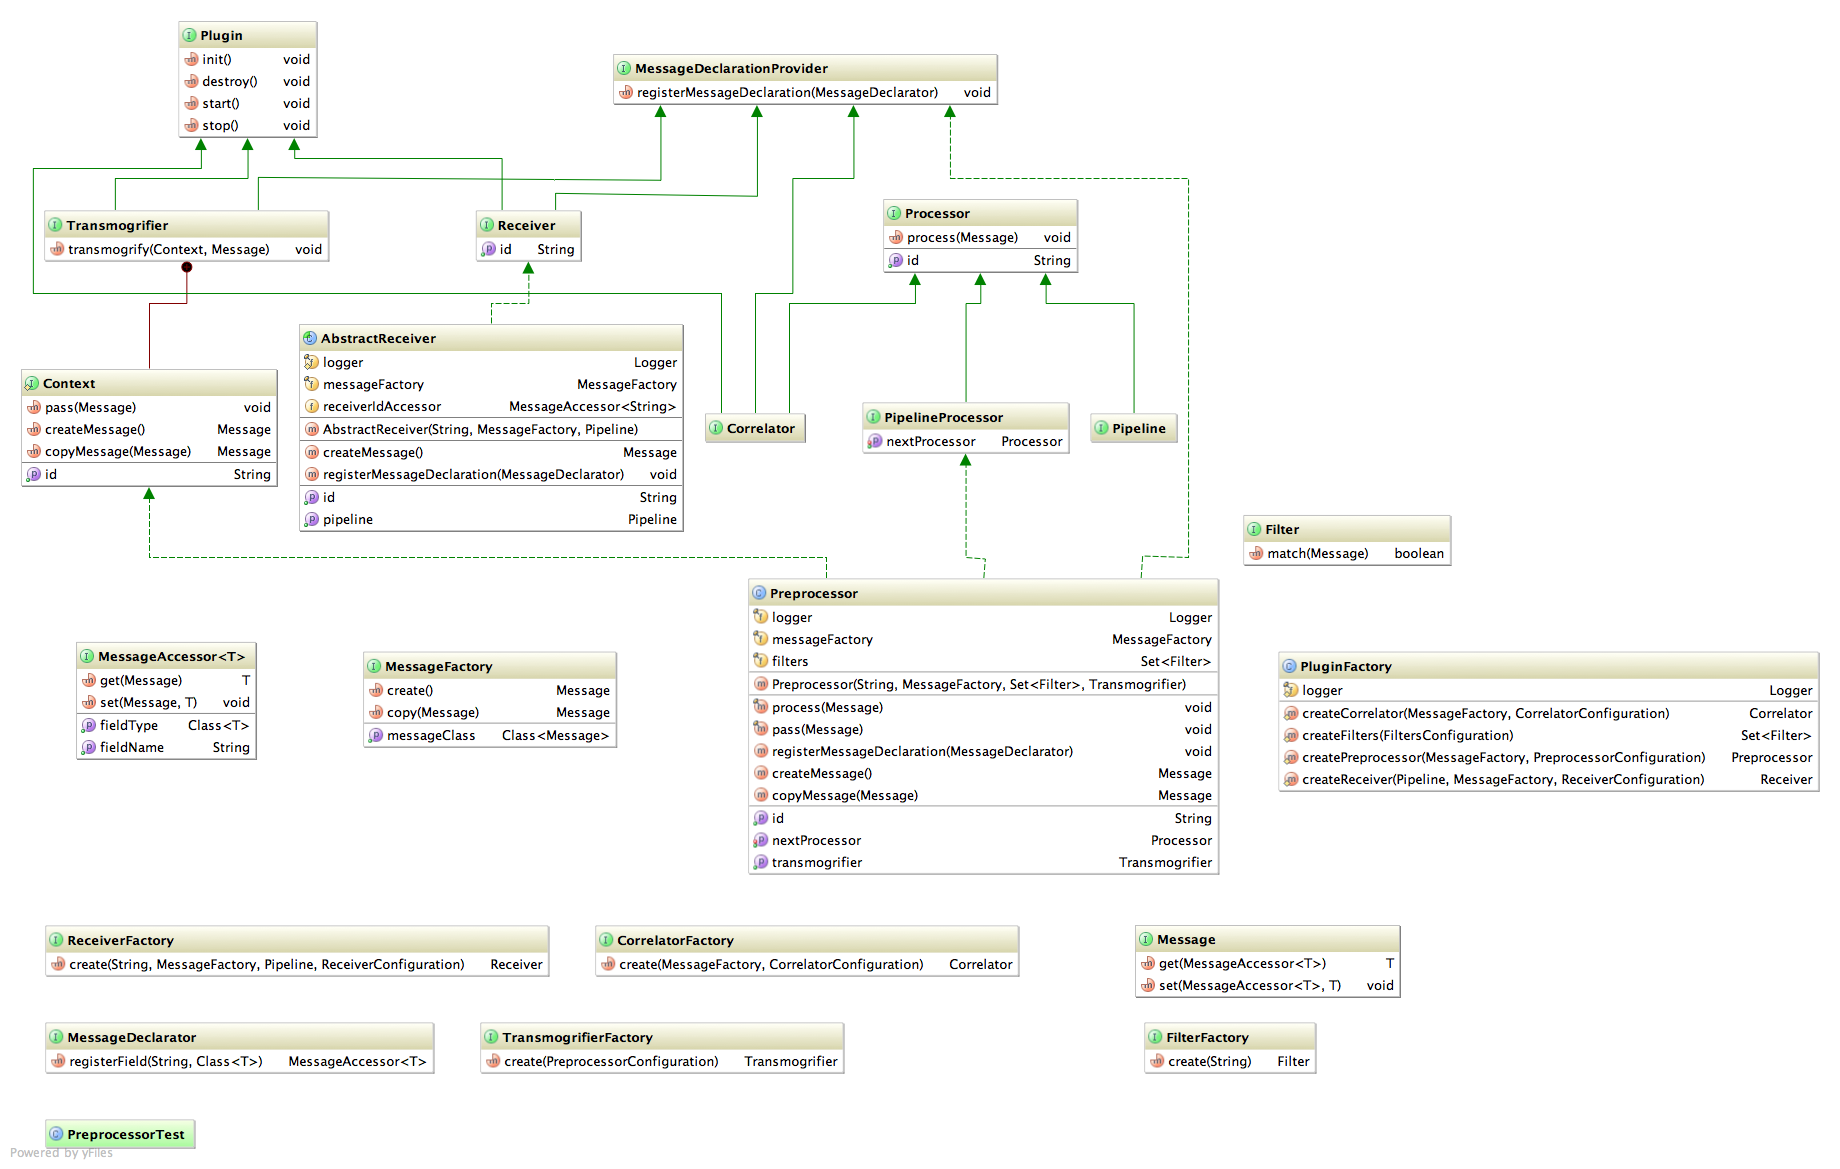 Plugin
init() void
destroy() void
start() void
stop() void
MessageDeclarationProvider
registerMessageDeclaration(MessageDeclarator) void
Transmogrifier
transmogrify(Context, Message) void
Receiver
id String
Processor
process(Message) void
id String
Context
pass(Message) void
createMessage() Message
copyMessage(Message) Message
id String
AbstractReceiver
logger Logger
messageFactory MessageFactory
receiverIdAccessor MessageAccessor<String>
AbstractReceiver(String, MessageFactory, Pipeline)
createMessage() Message
registerMessageDeclaration(MessageDeclarator) void
id String
pipeline Pipeline
Correlator
PipelineProcessor
nextProcessor Processor
Pipeline
Filter
match(Message) boolean
Preprocessor
logger Logger
messageFactory MessageFactory
filters Set<Filter>
Preprocessor(String, MessageFactory, Set<Filter>, Transmogrifier)
process(Message) void
pass(Message) void
registerMessageDeclaration(MessageDeclarator) void
createMessage() Message
copyMessage(Message) Message
id String
nextProcessor Processor
transmogrifier Transmogrifier
MessageAccessor<T>
get(Message) T
set(Message, T) void
fieldType Class<T>
fieldName String
MessageFactory
create() Message
copy(Message) Message
messageClass Class<Message>
PluginFactory
logger Logger
createCorrelator(MessageFactory, CorrelatorConfiguration) Correlator
createFilters(FiltersConfiguration) Set<Filter>
createPreprocessor(MessageFactory, PreprocessorConfiguration) Preprocessor
createReceiver(Pipeline, MessageFactory, ReceiverConfiguration) Receiver
ReceiverFactory
create(String, MessageFactory, Pipeline, ReceiverConfiguration) Receiver
CorrelatorFactory
create(MessageFactory, CorrelatorConfiguration) Correlator
Message
get(MessageAccessor<T>) T
set(MessageAccessor<T>, T) void
MessageDeclarator
registerField(String, Class<T>) MessageAccessor<T>
TransmogrifierFactory
create(PreprocessorConfiguration) Transmogrifier
FilterFactory
create(String) Filter
PreprocessorTest
Powered by yFiles